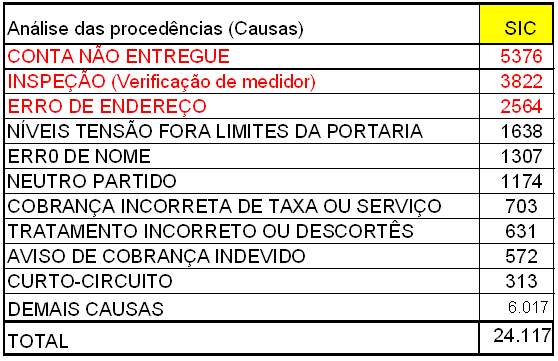 Análise das procedências (Causas) SIC
CONTA NÃO ENTREGUE 5376
INSPEÇÃO (Verificação de medidor) 3822
ERRO DE ENDEREÇO 2564
NÍVEIS TENSÃO FORA LIMITES DA PORTARIA 1638
ERR0 DE NOME 1307
NEUTRO PARTIDO 1174
COBRANÇA INCORRETA DE TAXA OU SERVIÇO 703
TRATAMENTO INCORRETO OU DESCORTÊS 631
AVISO DE COBRANÇA INDEVIDO 572
CURTO-CIRCUITO 313
DEMAIS CAUSAS 6.017
TOTAL 24.117